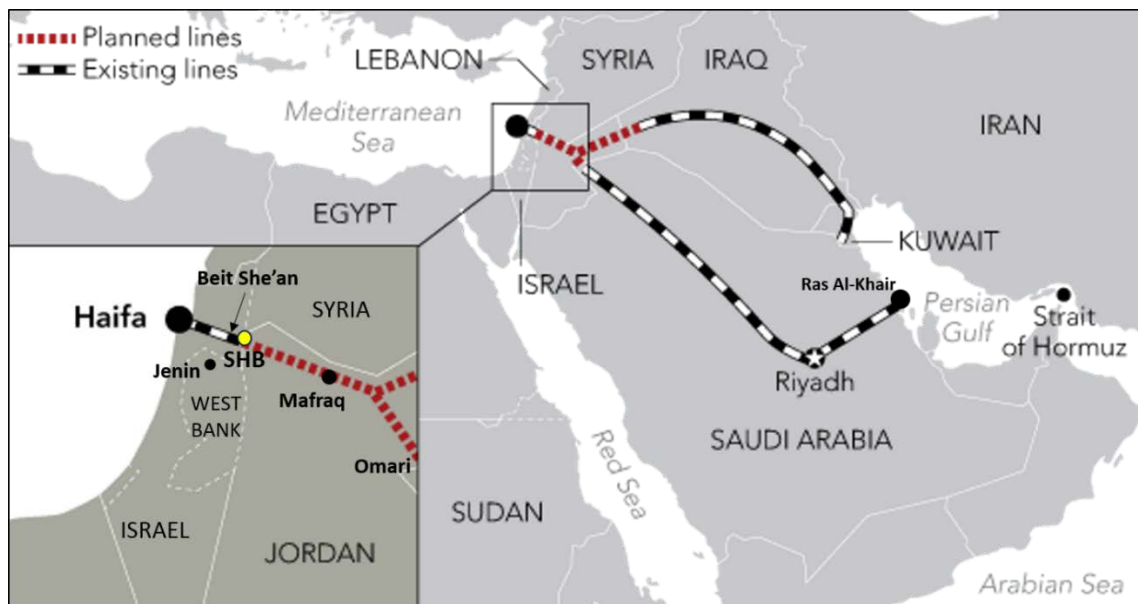 Planned lines
Existing lines
LEBANON
SYRIA
IRAQ
Mediterranean
Sea
IRAN
EGYPT
ISRAEL
KUWAIT
Ras Al-Khair
Persian
Gulf
Strait
of Hormuz
Riyadh
SAUDI ARABIA
Red Sea
SUDAN
Arabian Sea
Beit She'an
Haifa
SYRIA
SHB
Jenin
Mafraq
WEST
BANK
Omari
ISRAEL
JORDAN